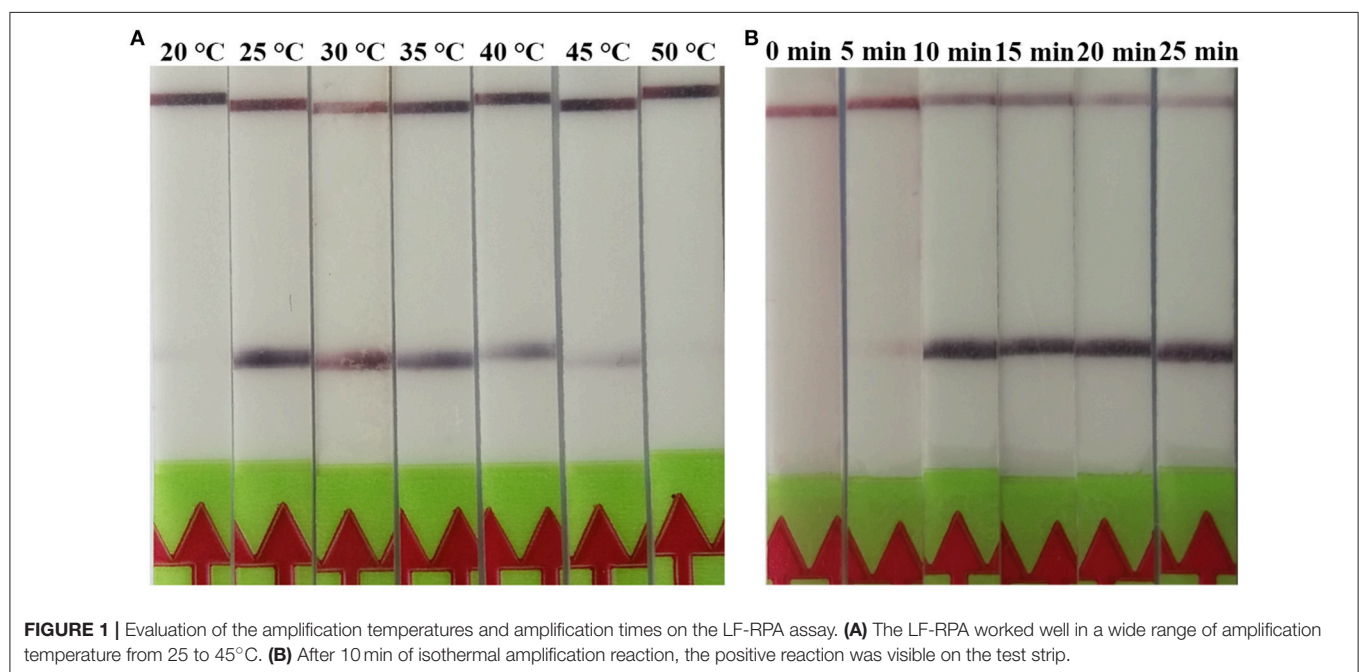 A
20 °C 25 °C 30 °C 35 °C 40 °C 45 °C 50 °C
B
0 min 5 min 10 min 15 min 20 min 25 min
FIGURE 1 | Evaluation of the amplification temperatures and amplification times on the LF-RPA assay. (A) The LF-RPA worked well in a wide range of amplification
temperature from 25 to 45°C. (B) After 10 min of isothermal amplification reaction, the positive reaction was visible on the test strip.